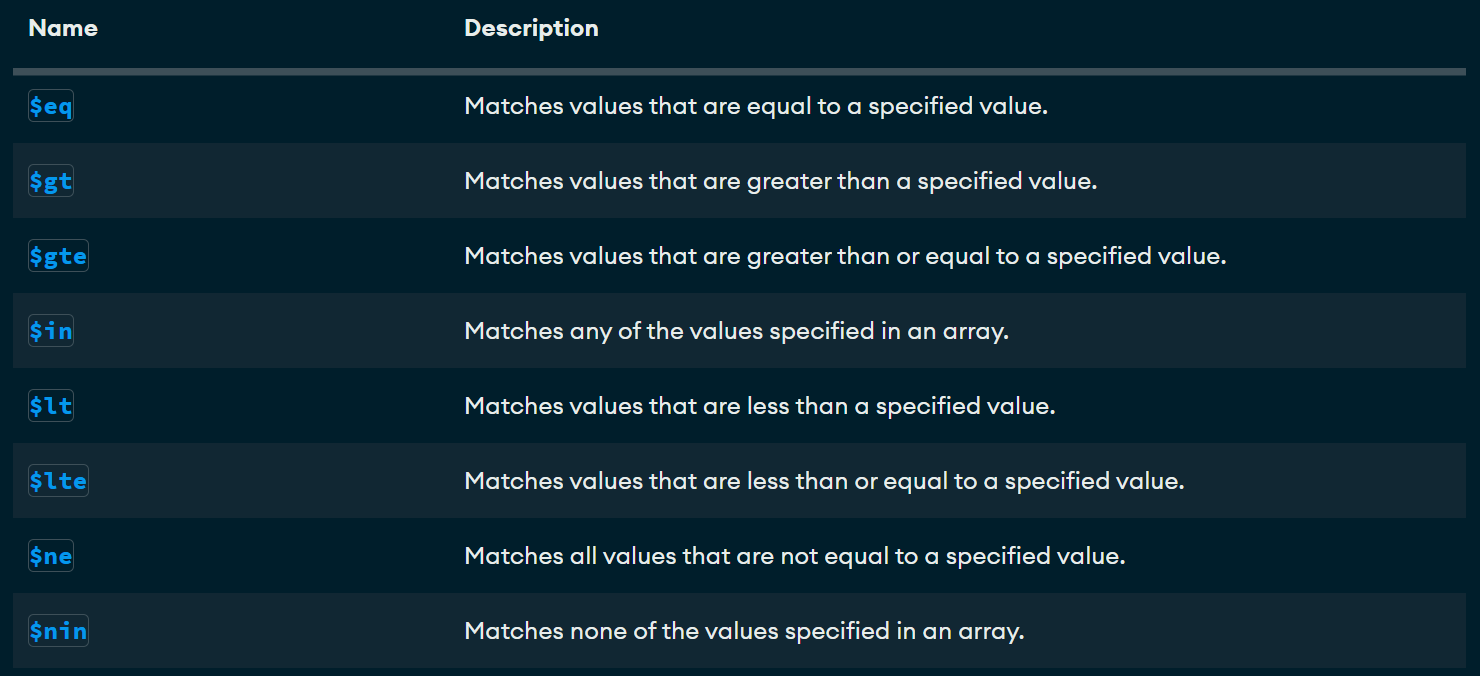 Name Description
$eq Matches values that are equal to a specified value.
$gt Matches values that are greater than a specified value.
$gte Matches values that are greater than or equal to a specified value.
$in Matches any of the values specified in an array.
$lt Matches values that are less than a specified value.
$lte Matches values that are less than or equal to a specified value.
$ne Matches all values that are not equal to a specified value.
$nin Matches none of the values specified in an array.